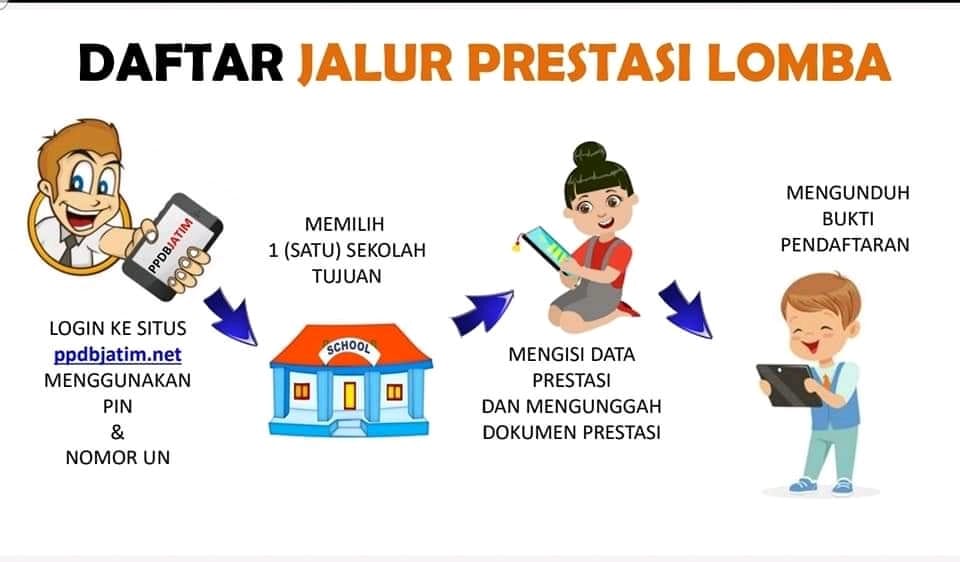 DAFTAR JALUR PRESTASI LOMBA
PPDBJATIM
LOGIN KE SITUS
ppdbjatim.net
MENGGUNAKAN
PIN
&
NOMOR UN
MEMILIH
1 (SATU) SEKOLAH
TUJUAN
SCHOOL
MENGISI DATA
PRESTASI
DAN MENGUNGGAH
DOKUMEN PRESTASI
MENGUNDUH
BUKTI
PENDAFTARAN